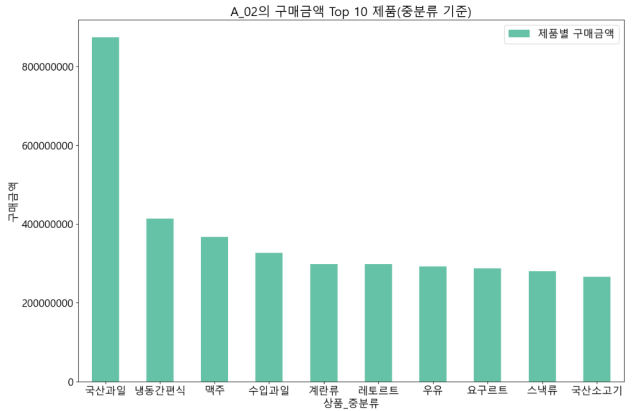 A_02의 구매금액 Top 10 제품(중분류 기준)
제품별 구매금액
구매금액
800000000
600000000
400000000
200000000
0
국산과일 냉동간편식 맥주 수입과일 계란류 레토르트 우유 요구르트 스낵류 국산소고기
상품_중분류